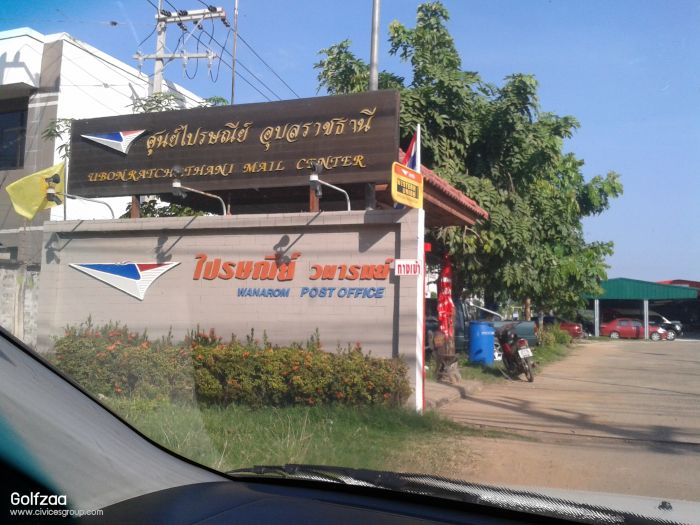 ศูนย์ไปรษณีย์ อุบลราชธานี
UBONRATCHATHANI MAIL CENTER
WESTERN
UNION
ไปรษณีย์ วนารมย์
ทางเข้า
WANAROM POST OFFICE
Golfzaa
www.civicesgroup.com